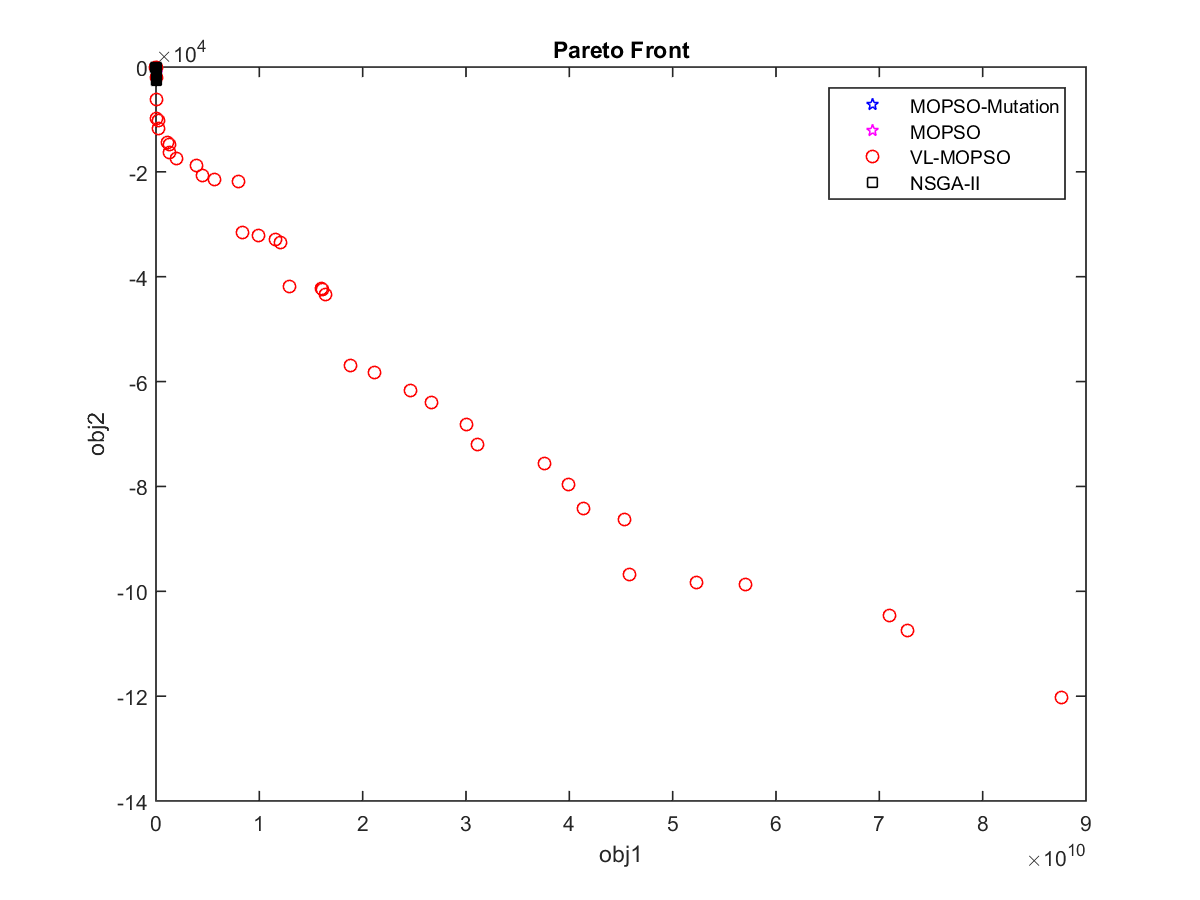 Pareto Front
×10^4
0
-2
-4
-6
-8
-10
-12
-14
obj2
0 1 2 3 4 5 6 7 8 9
obj1
×10^10
MOPSO-Mutation
MOPSO
VL-MOPSO
NSGA-II